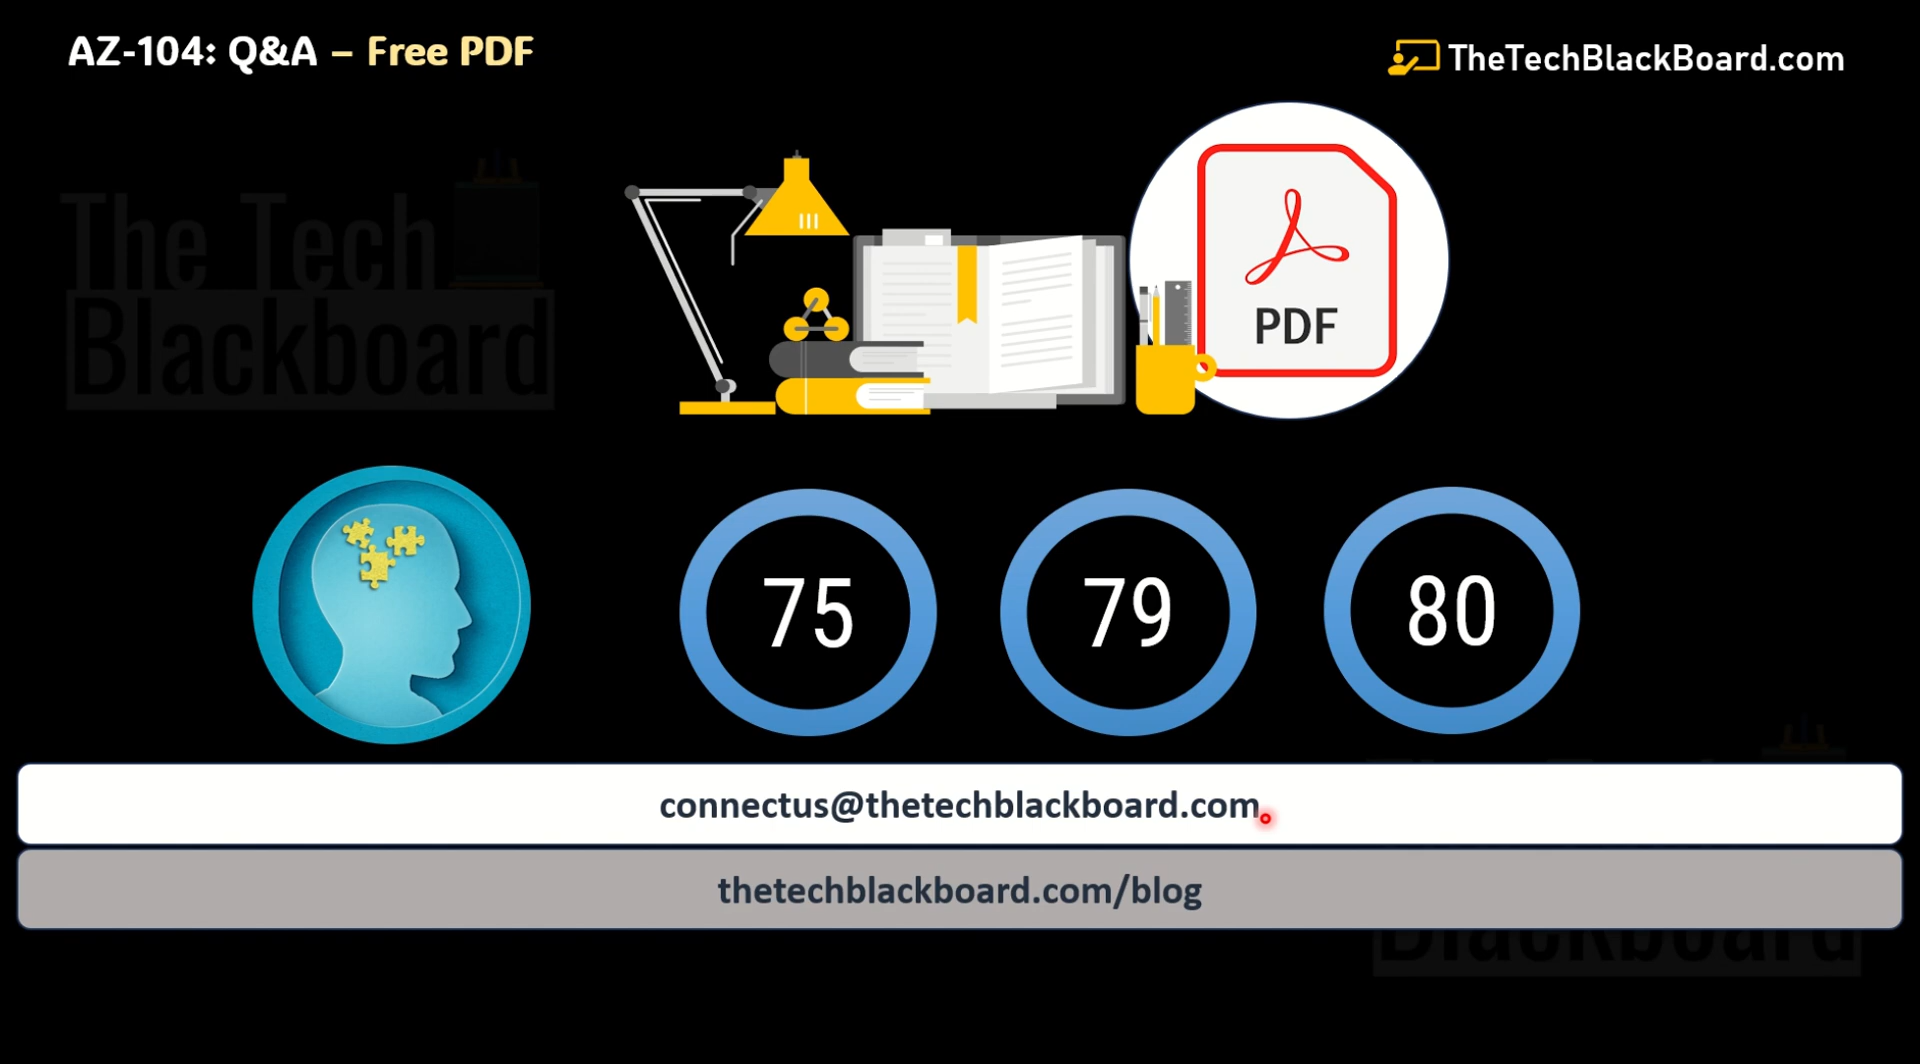 AZ-104: Q&A – Free PDF
TheTechBlackBoard.com
The Tech
Blackboard
PDF
75
79
80
connectus@thetechblackboard.com
thetechblackboard.com/blog
Blackboard